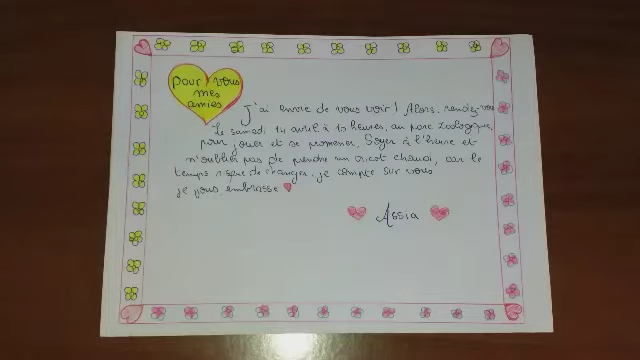 pour vous
mes
amies
J'ai envie de vous voir! Alors, rendez-vous
Le samedi 14 avril à 10 heures, au parc zoologique,
pour jouer et se promener. Soyez à l'heure et
n'oublier pas de prendre un tricot chaud, car le
temps risque de changer. je compte sur vous
je vous embrasse
Assia